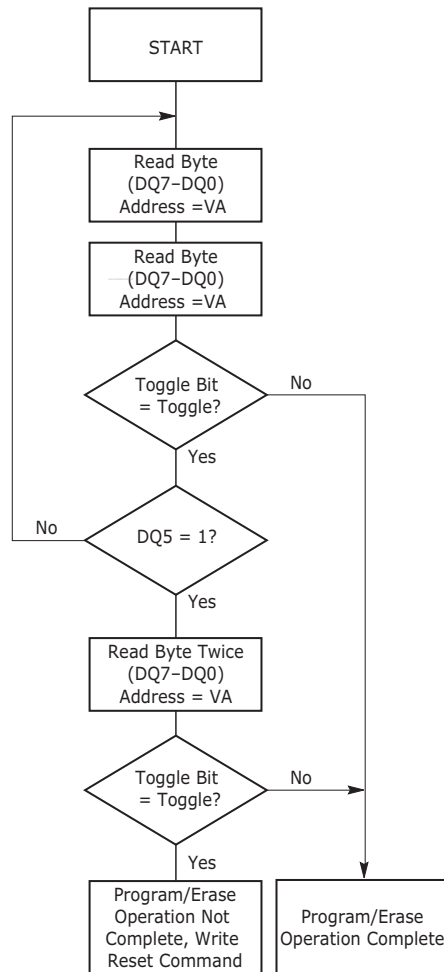 START
Read Byte
(DQ7–DQ0)
Address =VA
Read Byte
(DQ7–DQ0)
Address =VA
Toggle Bit
= Toggle?
No
Yes
No
DQ5 = 1?
Yes
Read Byte Twice
(DQ7–DQ0)
Address = VA
Toggle Bit
= Toggle?
No
Yes
Program/Erase
Operation Not
Complete, Write
Reset Command
Program/Erase
Operation Complete